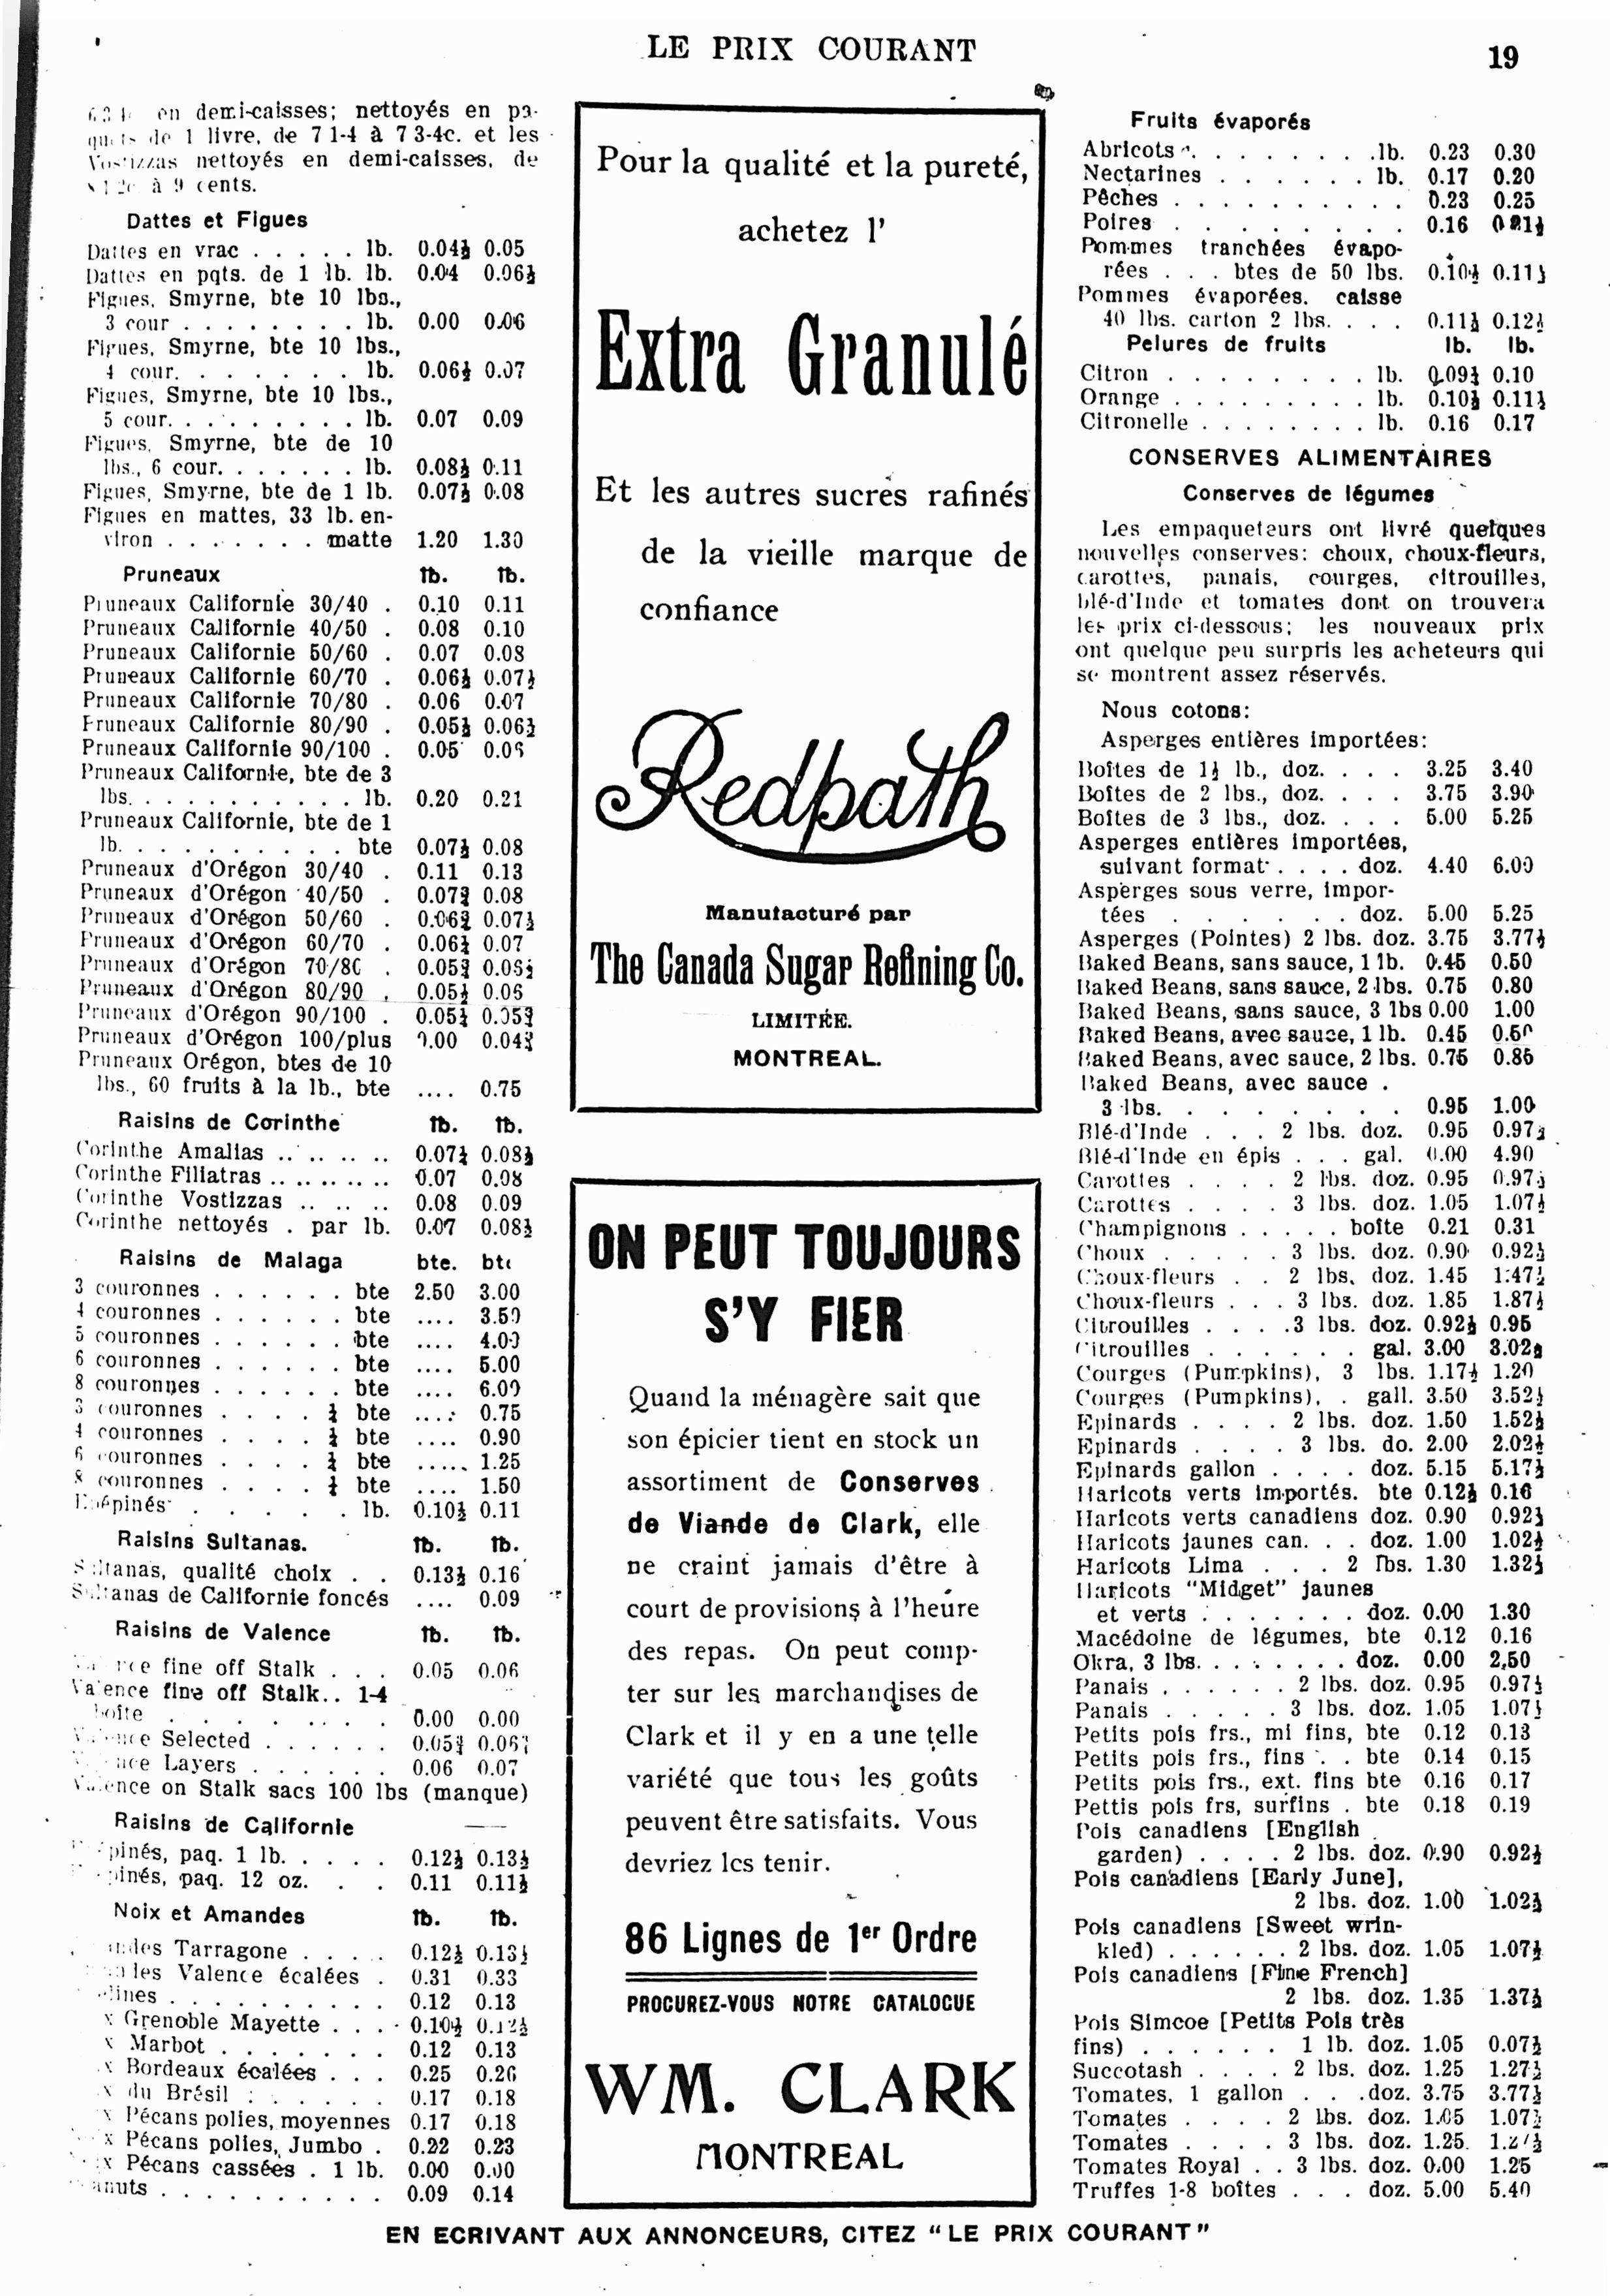 LE PRIX COURANT
19
en demi-caisses; nettoyés en pa-
quets de 1 livre, de 7 1-4 à 7 3-4c. et les
Vostizzas nettoyés en demi-caisses, de
à 9 cents.
Dattes et Figues
Dattes en vrac . . . . . lb. 0.04½ 0.05
Dattes en pqts. de 1 lb. lb. 0.04 0.06½
Figues, Smyrne, bte 10 lbs.,
3 cour . . . . . . . . lb. 0.00 0.06
Figues, Smyrne, bte 10 lbs.,
4 cour. . . . . . . . lb. 0.06½ 0.07
Figues, Smyrne, bte 10 lbs.,
5 cour. . . . . . . . . lb. 0.07 0.09
Figues, Smyrne, bte de 10
lbs., 6 cour. . . . . . . lb. 0.08½ 0.11
Figues, Smyrne, bte de 1 lb. 0.07½ 0.08
Figues en mattes, 33 lb. en-
viron . . . . . . . matte 1.20 1.30
Pruneaux lb. lb.
Pruneaux Californie 30/40 . 0.10 0.11
Pruneaux Californie 40/50 . 0.08 0.10
Pruneaux Californie 50/60 . 0.07 0.08
Pruneaux Californie 60/70 . 0.06½ 0.07½
Pruneaux Californie 70/80 . 0.06 0.07
Pruneaux Californie 80/90 . 0.05½ 0.06½
Pruneaux Californie 90/100 . 0.05
Pruneaux Californie, bte de 3
lbs. . . . . . . . . . . lb. 0.20 0.21
Pruneaux Californie, bte de 1
lb. . . . . . . . . . . bte 0.07½ 0.08
Pruneaux d'Orégon 30/40 . 0.11 0.13
Pruneaux d'Orégon 40/50 . 0.07¾ 0.08
Pruneaux d'Orégon 50/60 . 0.06¾ 0.07½
Pruneaux d'Orégon 60/70 . 0.06½ 0.07
Pruneaux d'Orégon 70/80 . 0.05¾
Pruneaux d'Orégon 80/90 . 0.05½ 0.06
Pruneaux d'Orégon 90/100 . 0.05¼ 0.05¾
Pruneaux d'Orégon 100/plus 0.00 0.04¾
Pruneaux Orégon, btes de 10
lbs., 60 fruits à la lb., bte .... 0.75
Raisins de Corinthe lb. lb.
Corinthe Amalias .. .. .. .. 0.07½ 0.08½
Corinthe Filiatras .. .. .. .. .. 0.07 0.08
Corinthe Vostizzas .. .. .. 0.08 0.09
Corinthe nettoyés . par lb. 0.07 0.08½
Raisins de Malaga bte. bte
3 couronnes . . . . . . bte 2.50 3.00
4 couronnes . . . . . . bte .... 3.50
5 couronnes . . . . . . bte .... 4.00
6 couronnes . . . . . . bte .... 5.00
8 couronnes . . . . . . bte .... 6.00
3 couronnes . . . . ¼ bte .... 0.75
4 couronnes . . . . ¼ bte .... 0.90
6 couronnes . . . . ¼ bte ..... 1.25
8 couronnes . . . . ¼ bte .... 1.50
Epépinés . . . . . . lb. 0.10½ 0.11
Raisins Sultanas. lb. lb.
Sultanas, qualité choix . . 0.13½ 0.16
Sultanas de Californie foncés .... 0.09
Raisins de Valence lb. lb.
fine off Stalk . . . 0.05 0.06
Valence fine off Stalk.. 1-4
boîte . . . . . . . . . 0.00 0.00
Valence Selected . . . . . . 0.05¾
Layers . . . . . . 0.06 0.07
Valence on Stalk sacs 100 lbs (manque)
Raisins de Californie
pinés, paq. 1 lb. . . . . 0.12½ 0.13½
pinés, paq. 12 oz. . . 0.11 0.11½
Noix et Amandes lb. lb.
Tarragone . . . . 0.12½ 0.13½
Valence écalées . 0.31 0.33
. . . . . . . . . . 0.12 0.13
Grenoble Mayette . . . . 0.10½ 0.12½
Marbot . . . . . . . 0.12 0.13
Bordeaux écalées . . . 0.25 0.26
du Brésil . . . . . . 0.17 0.18
Pécans polies, moyennes 0.17 0.18
Pécans polies, Jumbo . 0.22 0.23
Pécans cassées . 1 lb. 0.00 0.00
. . . . . . . . . . 0.09 0.14
Pour la qualité et la pureté,
achetez l'
Extra Granulé
Et les autres sucres rafinés
de la vieille marque de
confiance
Redpath
Manufacturé par
The Canada Sugar Refining Co.
LIMITÉE.
MONTREAL.
ON PEUT TOUJOURS
S'Y FIER
Quand la ménagère sait que
son épicier tient en stock un
assortiment de Conserves
de Viande de Clark, elle
ne craint jamais d'être à
court de provisions à l'heure
des repas. On peut comp-
ter sur les marchandises de
Clark et il y en a une telle
variété que tous les goûts
peuvent être satisfaits. Vous
devriez les tenir.
86 Lignes de 1er Ordre
PROCUREZ-VOUS NOTRE CATALOGUE
WM. CLARK
MONTREAL
Fruits évaporés
Abricots . . . . . . . . .lb. 0.23 0.30
Nectarines . . . . . . lb. 0.17 0.20
Pêches . . . . . . . . . . 0.23 0.25
Poires . . . . . . . . . 0.16
Pommes tranchées évapo-
rées . . . btes de 50 lbs. 0.10½ 0.11½
Pommes évaporées, caisse
40 lbs. carton 2 lbs. . . . 0.11½ 0.12½
Pelures de fruits lb. lb.
Citron . . . . . . . . lb. 0.09½ 0.10
Orange . . . . . . . . . lb. 0.10½ 0.11½
Citronelle . . . . . . . . lb. 0.16 0.17
CONSERVES ALIMENTAIRES
Conserves de légumes
Les empaqueteurs ont livré quelques
nouvelles conserves: choux, choux-fleurs,
carottes, panais, courges, citrouilles,
blé-d'Inde et tomates dont on trouvera
les prix ci-dessous; les nouveaux prix
ont quelque peu surpris les acheteurs qui
se montrent assez réservés.
Nous cotons:
Asperges entières importées:
Boîtes de 1½ lb., doz. . . . 3.25 3.40
Boîtes de 2 lbs., doz. . . . 3.75 3.90
Boîtes de 3 lbs., doz. . . . 5.00 5.25
Asperges entières importées,
suivant format . . . . doz. 4.40 6.00
Asperges sous verre, impor-
tées . . . . . . . doz. 5.00 5.25
Asperges (Pointes) 2 lbs. doz. 3.75 3.77½
Baked Beans, sans sauce, 1 lb. 0.45 0.50
Baked Beans, sans sauce, 2 lbs. 0.75 0.80
Baked Beans, sans sauce, 3 lbs 0.00 1.00
Baked Beans, avec sauce, 1 lb. 0.45 0.50
Baked Beans, avec sauce, 2 lbs. 0.75 0.85
Baked Beans, avec sauce .
3 lbs. . . . . . . . . 0.95 1.00
Blé-d'Inde . . . 2 lbs. doz. 0.95 0.97½
Blé-d'Inde en épis . . . gal. 0.00 4.90
Carottes . . . . 2 lbs. doz. 0.95 0.97½
Carottes . . . . 3 lbs. doz. 1.05 1.07½
Champignons . . . . . boîte 0.21 0.31
Choux . . . . . 3 lbs. doz. 0.90 0.92½
Choux-fleurs . . 2 lbs. doz. 1.45 1.47½
Choux-fleurs . . . 3 lbs. doz. 1.85 1.87½
Citrouilles . . . .3 lbs. doz. 0.92½ 0.95
Citrouilles . . . . . . gal. 3.00 3.02½
Courges (Pumpkins), 3 lbs. 1.17½ 1.20
Courges (Pumpkins), . gall. 3.50 3.52½
Epinards . . . . 2 lbs. doz. 1.50 1.52½
Epinards . . . . 3 lbs. do. 2.00 2.02½
Epinards gallon . . . . doz. 5.15 5.17½
Haricots verts importés. bte 0.12½ 0.16
Haricots verts canadiens doz. 0.90 0.92½
Haricots jaunes can. . . doz. 1.00 1.02½
Haricots Lima . . . 2 lbs. 1.30 1.32½
Haricots "Midget" jaunes
et verts . . . . . . . doz. 0.00 1.30
Macédoine de légumes, bte 0.12 0.16
Okra, 3 lbs. . . . . . . . doz. 0.00 2.50
Panais . . . . . . 2 lbs. doz. 0.95 0.97½
Panais . . . . . 3 lbs. doz. 1.05 1.07½
Petits pois frs., mi fins, bte 0.12 0.13
Petits pois frs., fins . . bte 0.14 0.15
Petits pois frs., ext. fins bte 0.16 0.17
Pettis pois frs, surfins . bte 0.18 0.19
Pois canadiens [English
garden) . . . . 2 lbs. doz. 0.90 0.92½
Pois canadiens [Early June],
2 lbs. doz. 1.00 1.02½
Pois canadiens [Sweet wrin-
kled) . . . . . . 2 lbs. doz. 1.05 1.07½
Pois canadiens [Fine French]
2 lbs. doz. 1.35 1.37½
Pois Simcoe [Petits Pois très
fins) . . . . . . 1 lb. doz. 1.05 0.07½
Succotash . . . . 2 lbs. doz. 1.25 1.27½
Tomates, 1 gallon . . .doz. 3.75 3.77½
Tomates . . . . 2 lbs. doz. 1.05 1.07½
Tomates . . . . 3 lbs. doz. 1.25 1.27½
Tomates Royal . . 3 lbs. doz. 0.00 1.25
Truffes 1-8 boîtes . . . doz. 5.00 5.40
EN ECRIVANT AUX ANNONCEURS, CITEZ "LE PRIX COURANT"